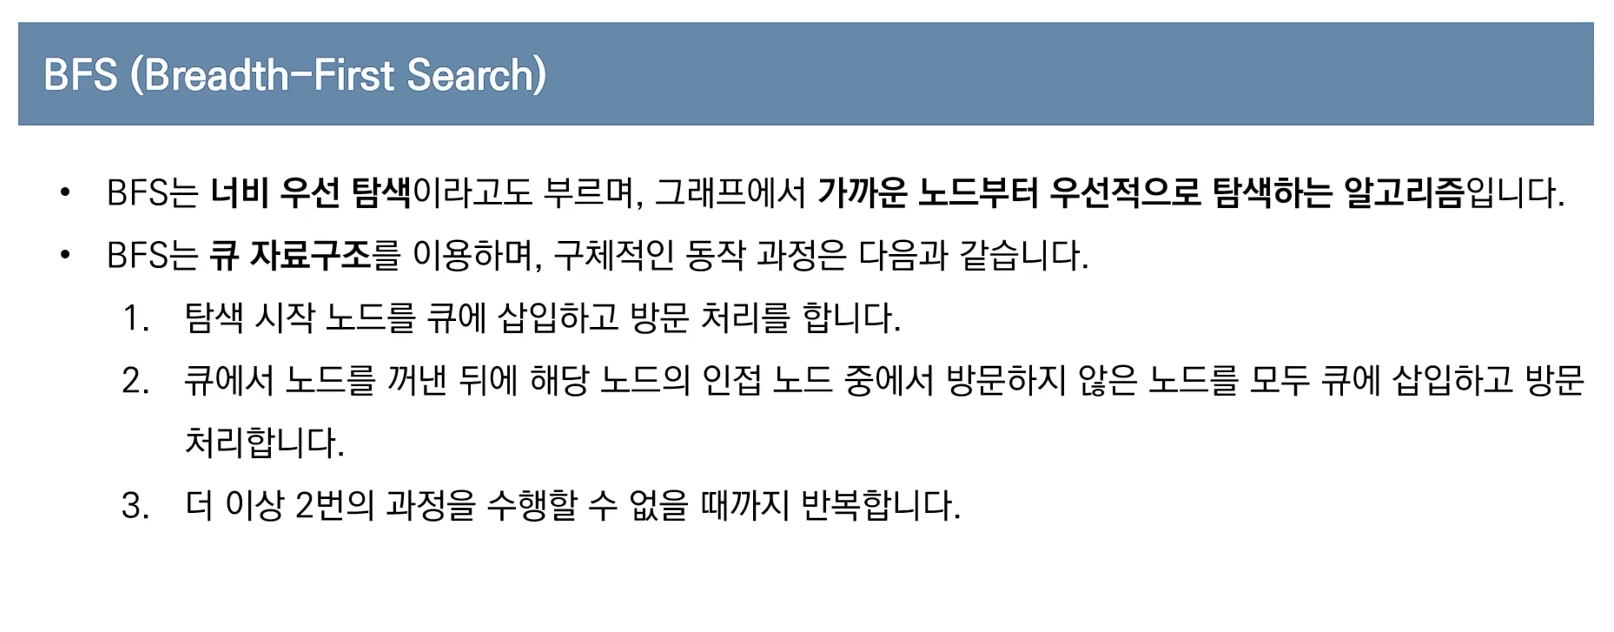 BFS (Breadth-First Search)
• BFS는 너비 우선 탐색이라고도 부르며, 그래프에서 가까운 노드부터 우선적으로 탐색하는 알고리즘입니다.
• BFS는 큐 자료구조를 이용하며, 구체적인 동작 과정은 다음과 같습니다.
1. 탐색 시작 노드를 큐에 삽입하고 방문 처리를 합니다.
2. 큐에서 노드를 꺼낸 뒤에 해당 노드의 인접 노드 중에서 방문하지 않은 노드를 모두 큐에 삽입하고 방문
처리합니다.
3. 더 이상 2번의 과정을 수행할 수 없을 때까지 반복합니다.